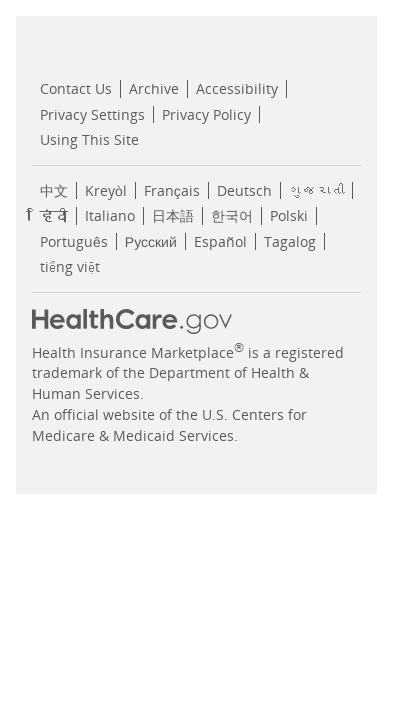 Contact Us | Archive | Accessibility |
Privacy Settings | Privacy Policy |
Using This Site
中文 | Kreyòl | Français | Deutsch | ગુજરાતી |
हिंदी | Italiano | 日本語 | 한국어 | Polski |
Português | Русский | Español | Tagalog |
tiếng việt
HealthCare.gov
Health Insurance Marketplace® is a registered
trademark of the Department of Health &
Human Services.
An official website of the U.S. Centers for
Medicare & Medicaid Services.